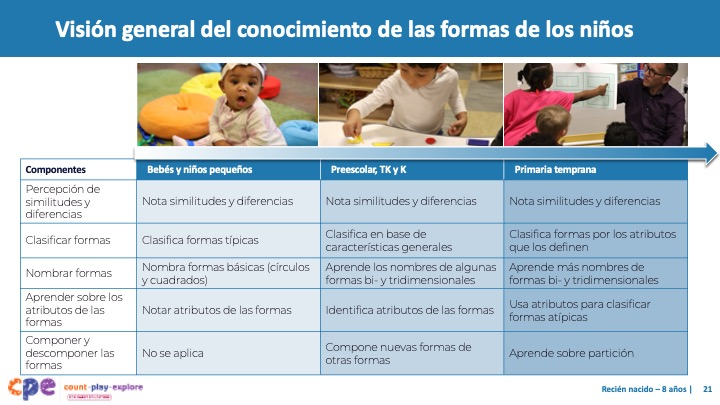 Visión general del conocimiento de las formas de los niños
Componentes
Bebés y niños pequeños
Preescolar, TK y K
Primaria temprana
Percepción de
similitudes y
diferencias
Nota similitudes y diferencias
Nota similitudes y diferencias
Nota similitudes y diferencias
Clasificar formas
Clasifica formas típicas
Clasifica en base de
características generales
Clasifica formas por los atributos
que los definen
Nombrar formas
Nombra formas básicas (círculos
y cuadrados)
Aprende los nombres de algunas
formas bi- y tridimensionales
Aprende más nombres de
formas bi- y tridimensionales
Aprender sobre los
atributos de las
formas
Notar atributos de las formas
Identifica atributos de las formas
Usa atributos para clasificar
formas atípicas
Componer y
descomponer las
formas
No se aplica
Compone nuevas formas de
otras formas
Aprende sobre partición
cpe
count-play-explore
Recién nacido – 8 años | 21